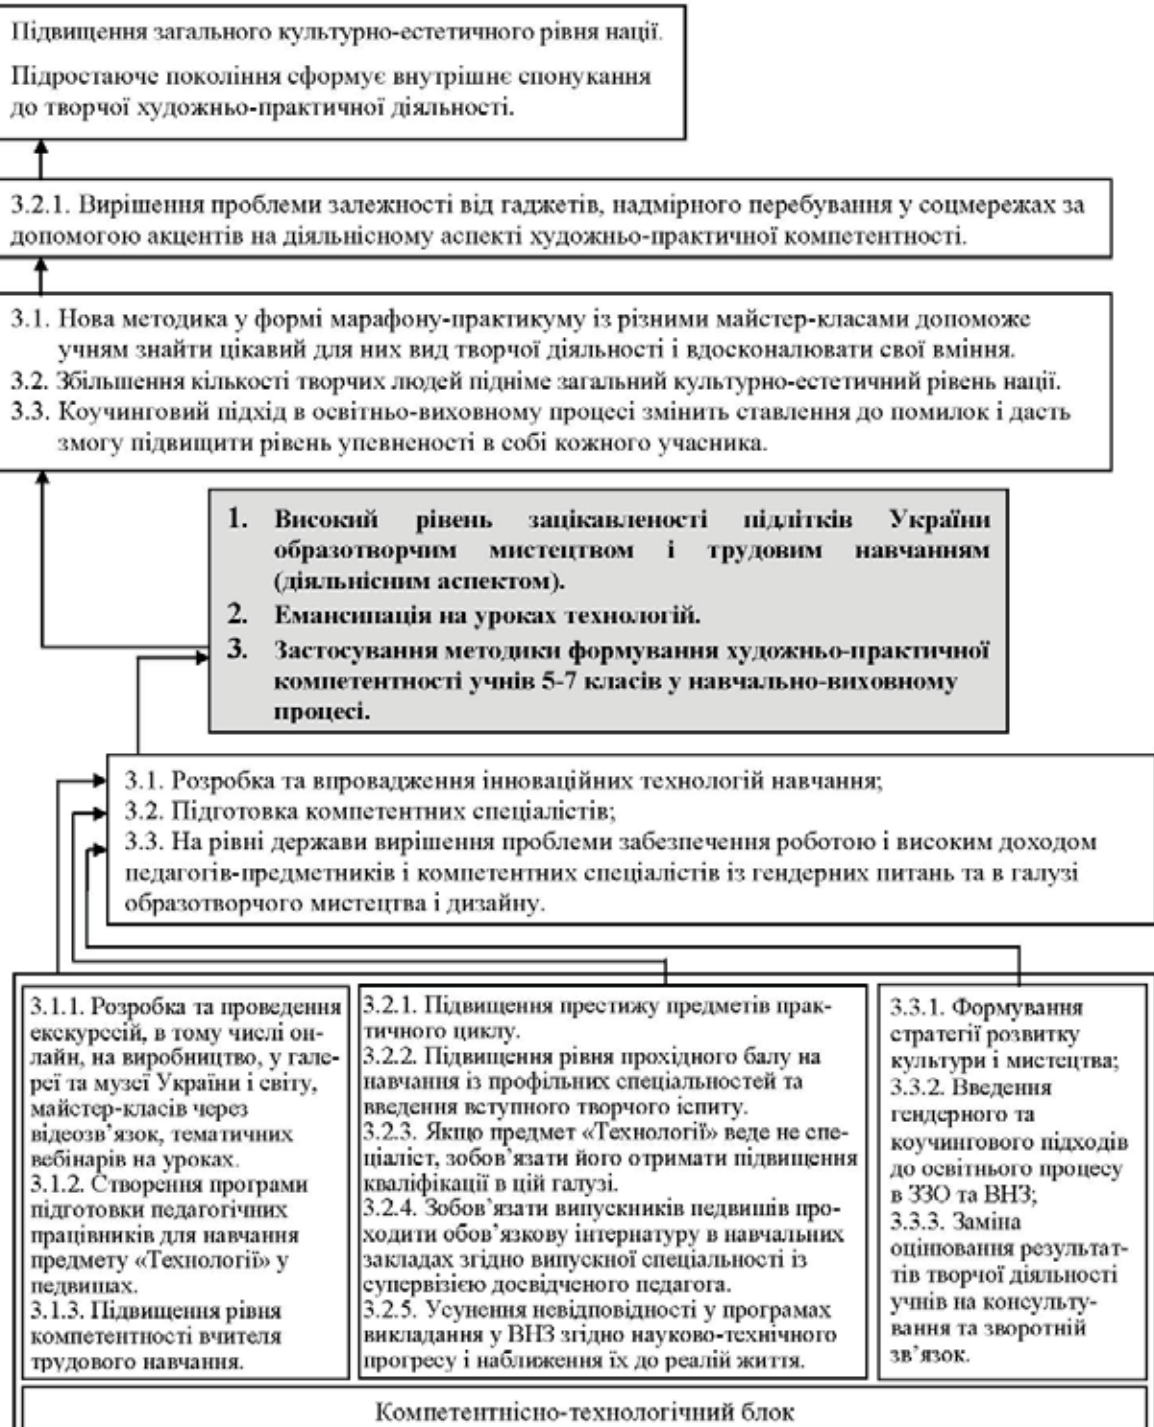 Підвищення загального культурно-естетичного рівня нації.
Підростаюче покоління сформує внутрішнє спонукання
до творчої художньо-практичної діяльності.
3.2.1. Вирішення проблеми залежності від гаджетів, надмірного перебування у соцмережах за
допомогою акцентів на діяльнісному аспекті художньо-практичної компетентності.
3.1. Нова методика у формі марафону-практикуму із різними майстер-класами допоможе
учням знайти цікавий для них вид творчої діяльності і вдосконалювати свої вміння.
3.2. Збільшення кількості творчих людей підніме загальний культурно-естетичний рівень нації.
3.3. Коучинговий підхід в освітньо-виховному процесі змінить ставлення до помилок і дасть
змогу підвищити рівень упевненості в собі кожного учасника.
1. Високий рівень зацікавленості підлітків України
образотворчим мистецтвом і трудовим навчанням
(діяльнісним аспектом).
2. Емансипація на уроках технологій.
3. Застосування методики формування художньо-практичної
компетентності учнів 5-7 класів у навчально-виховному
процесі.
3.1. Розробка та впровадження інноваційних технологій навчання;
3.2. Підготовка компетентних спеціалістів;
3.3. На рівні держави вирішення проблеми забезпечення роботою і високим доходом
педагогів-предметників і компетентних спеціалістів із гендерних питань та в галузі
образотворчого мистецтва і дизайну.
3.1.1. Розробка та проведення
екскурссій, в тому числі он-
лайн, на виробництво, у гале-
реї та музеї України і світу,
майстер-класів через
відеозв’язок, тематичних
вебінарів на уроках.
3.1.2. Створення програми
підготовки педагогічних
працівників для навчання
предмету «Технології» у
педвишах.
3.1.3. Підвищення рівня
компетентності вчителя
трудового навчання.
3.2.1. Підвищення престижу предметів прак-
тичного циклу.
3.2.2. Підвищення рівня прохідного балу на
навчання із профільних спеціальностей та
введення вступного творчого іспиту.
3.2.3. Якщо предмет «Технології» веде не спе-
ціаліст, зобов’язати його отримати підвищення
кваліфікації в цій галузі.
3.2.4. Зобов’язати випускників педвишів про-
ходити обов’язкову інтернатуру в навчальних
закладах згідно випускної спеціальності із
супервізією досвідченого педагога.
3.2.5. Усунення невідповідності у програмах
викладання у ВНЗ згідно науково-технічного
прогресу і наближення їх до реалій життя.
3.3.1. Формування
стратегії розвитку
культури і мистецтва;
3.3.2. Введення
гендерного та
коучингового підходів
до освітнього процесу
в ЗЗО та ВНЗ;
3.3.3. Заміна
оцінювання результат-
тів творчої діяльності
учнів на консульту-
вання та зворотній
зв’язок.
Компетентнісно-технологічний блок